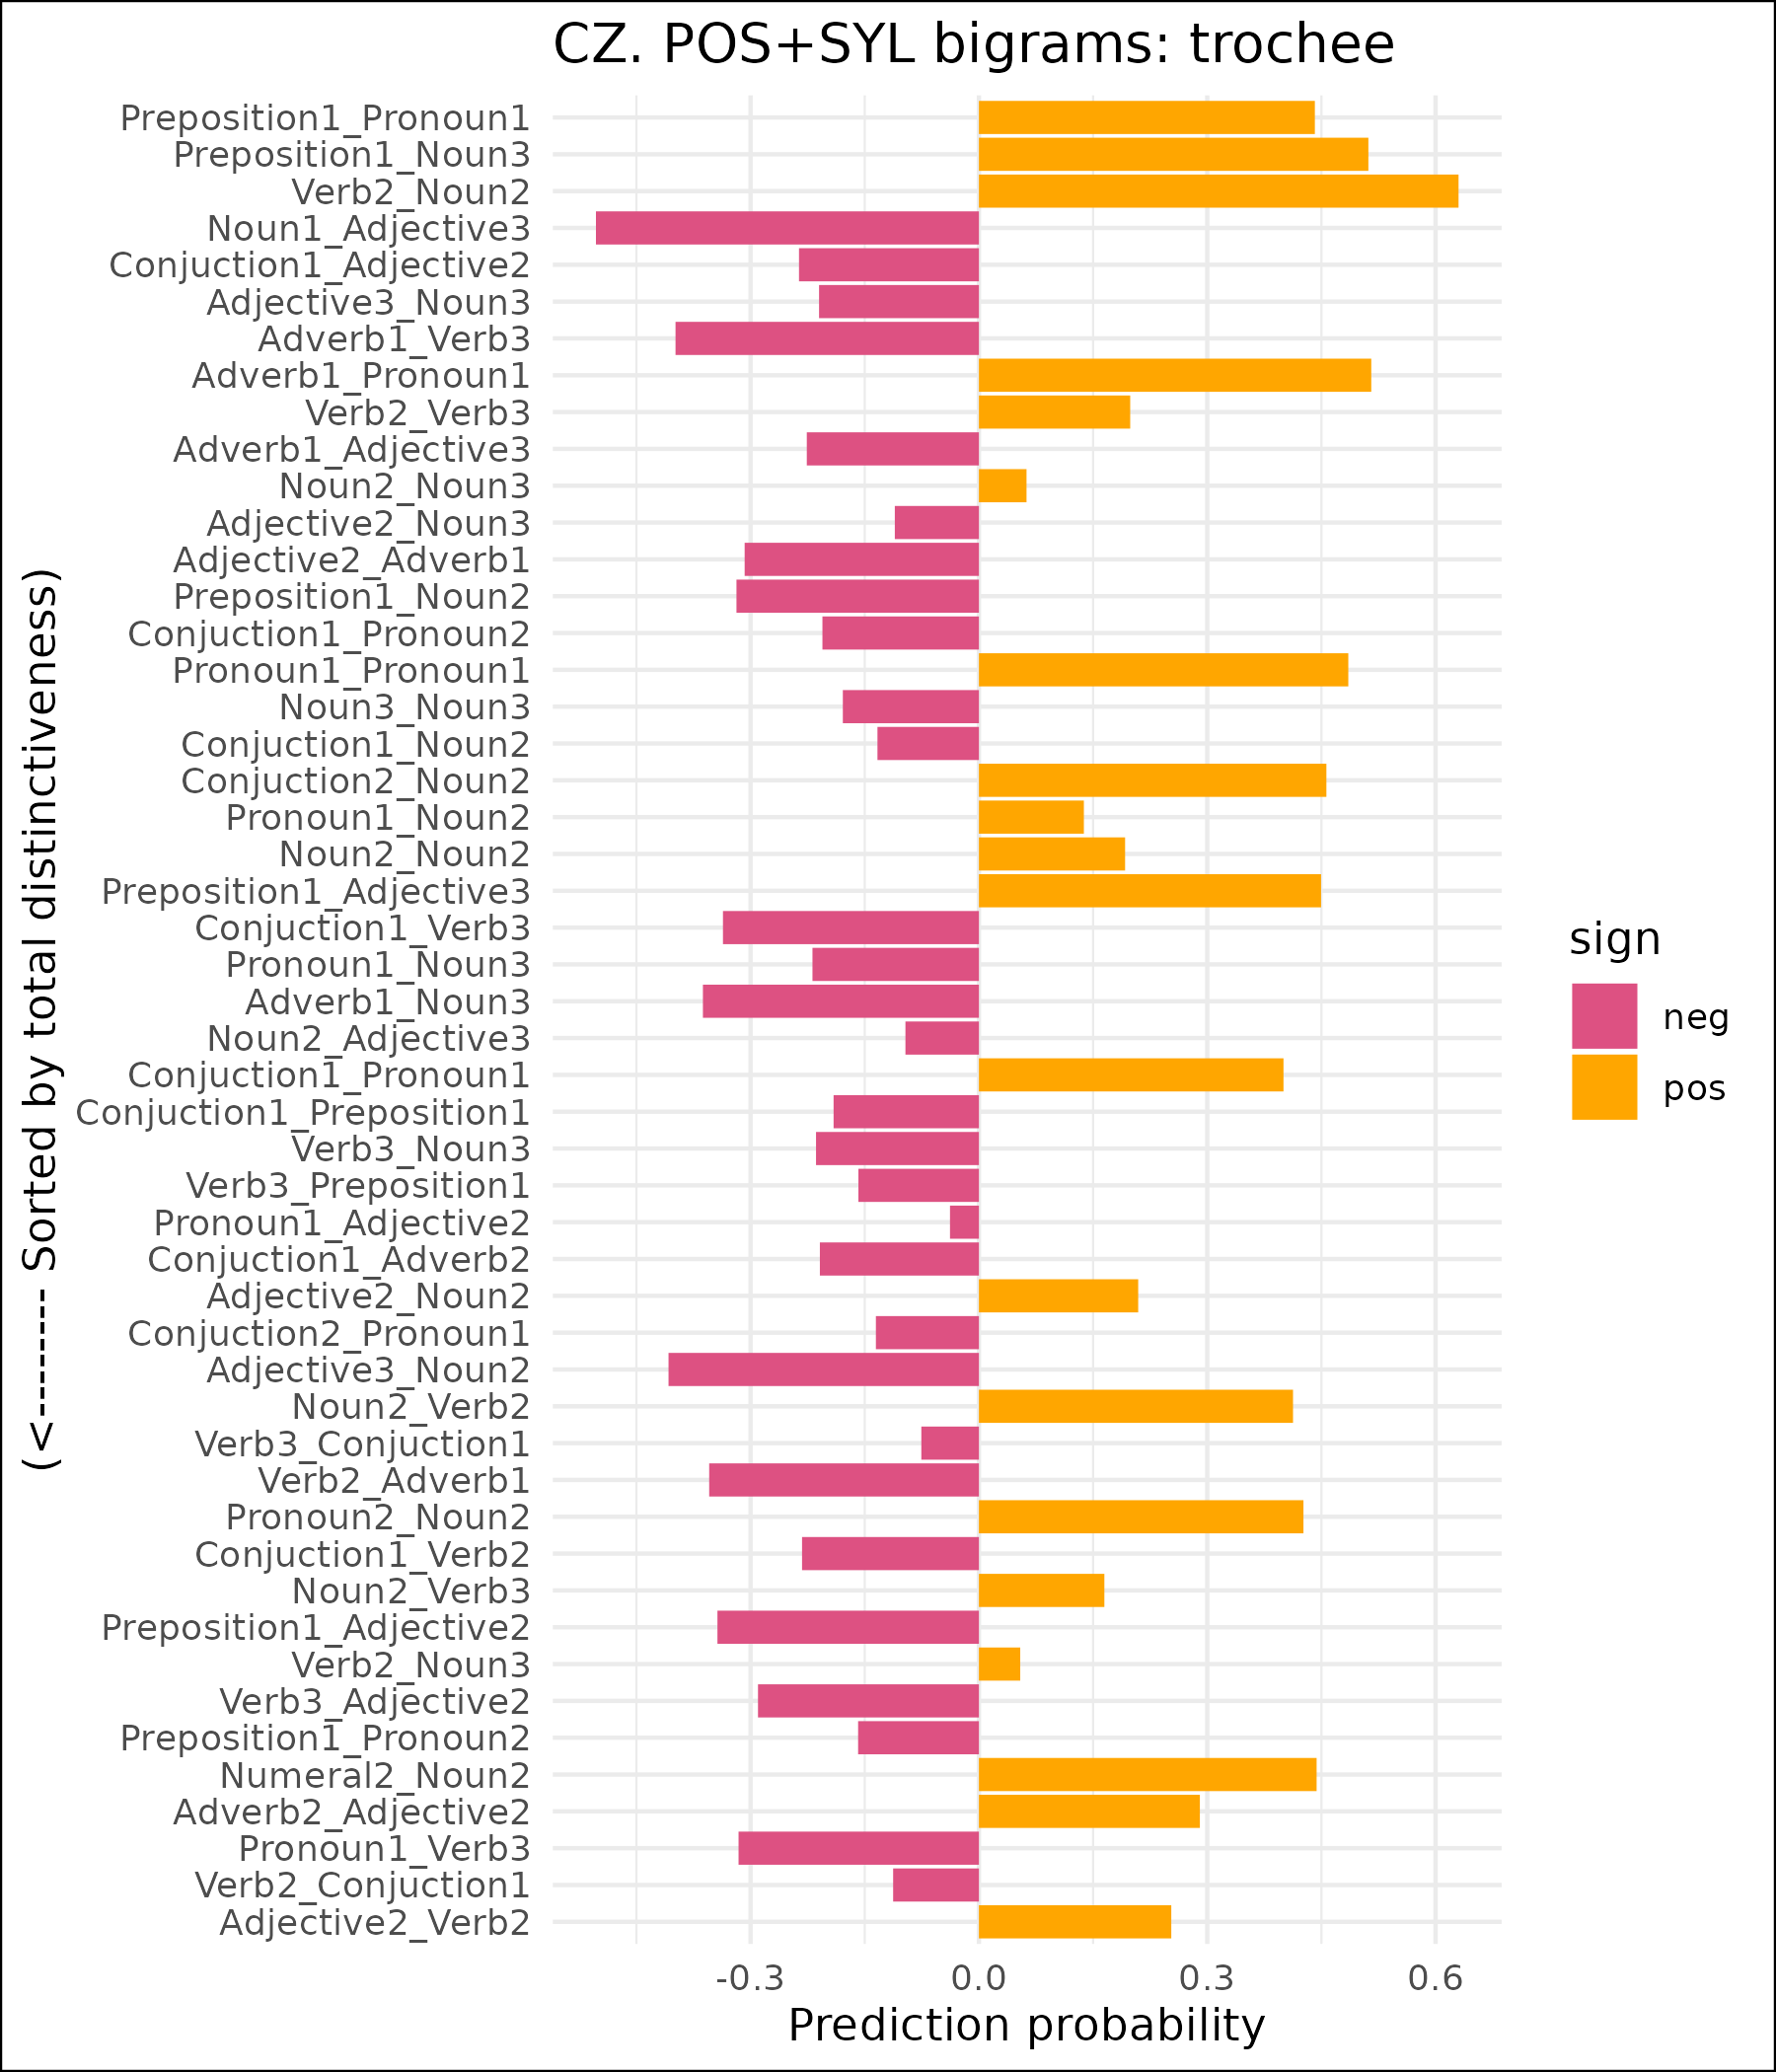 CZ. POS+SYL bigrams: trochee
Preposition1_Pronoun1
Preposition1_Noun3
Verb2_Noun2
Noun1_Adjective3
Conjuction1_Adjective2
Adjective3_Noun3
Adverb1_Verb3
Adverb1_Pronoun1
Verb2_Verb3
Adverb1_Adjective3
Noun2_Noun3
Adjective2_Noun3
Adjective2_Adverb1
Preposition1_Noun2
Conjuction1_Pronoun2
Pronoun1_Pronoun1
Noun3_Noun3
Conjuction1_Noun2
Conjuction2_Noun2
Pronoun1_Noun2
Noun2_Noun2
Preposition1_Adjective3
Conjuction1_Verb3
Pronoun1_Noun3
Adverb1_Noun3
Noun2_Adjective3
Conjuction1_Pronoun1
Conjuction1_Preposition1
Verb3_Noun3
Verb3_Preposition1
Pronoun1_Adjective2
Conjuction1_Adverb2
Adjective2_Noun2
Conjuction2_Pronoun1
Adjective3_Noun2
Noun2_Verb2
Verb3_Conjuction1
Verb2_Adverb1
Pronoun2_Noun2
Conjuction1_Verb2
Noun2_Verb3
Preposition1_Adjective2
Verb2_Noun3
Verb3_Adjective2
Preposition1_Pronoun2
Numeral2_Noun2
Adverb2_Adjective2
Pronoun1_Verb3
Verb2_Conjuction1
Adjective2_Verb2
(<--------- Sorted by total distinctiveness)
-0.3 0.0 0.3 0.6
Prediction probability
sign
neg
pos